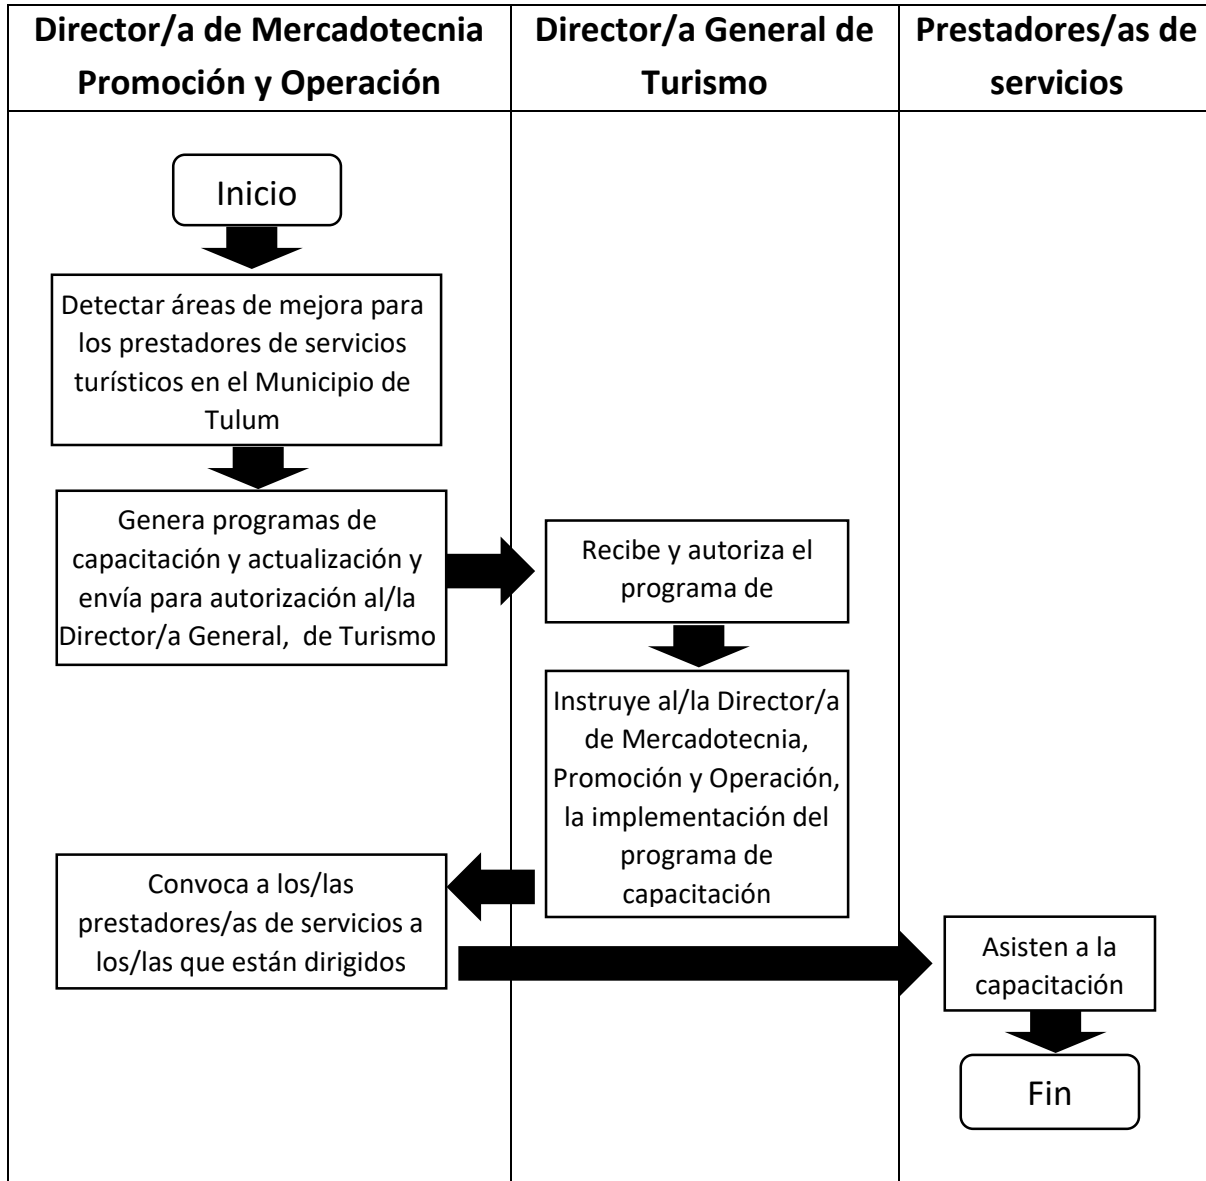 Director/a de Mercadotecnia
Promoción y Operación
Director/a General de
Turismo
Prestadores/as de
servicios
Inicio
Detectar áreas de mejora para
los prestadores de servicios
turísticos en el Municipio de
Tulum
Genera programas de
capacitación y actualización y
envía para autorización al/la
Director/a General,  de Turismo
Recibe y autoriza el
programa de
Instruye al/la Director/a
de Mercadotecnia,
Promoción y Operación,
la implementación del
programa de
capacitación
Convoca a los/las
prestadores/as de servicios a
los/las que están dirigidos
Asisten a la
capacitación
Fin